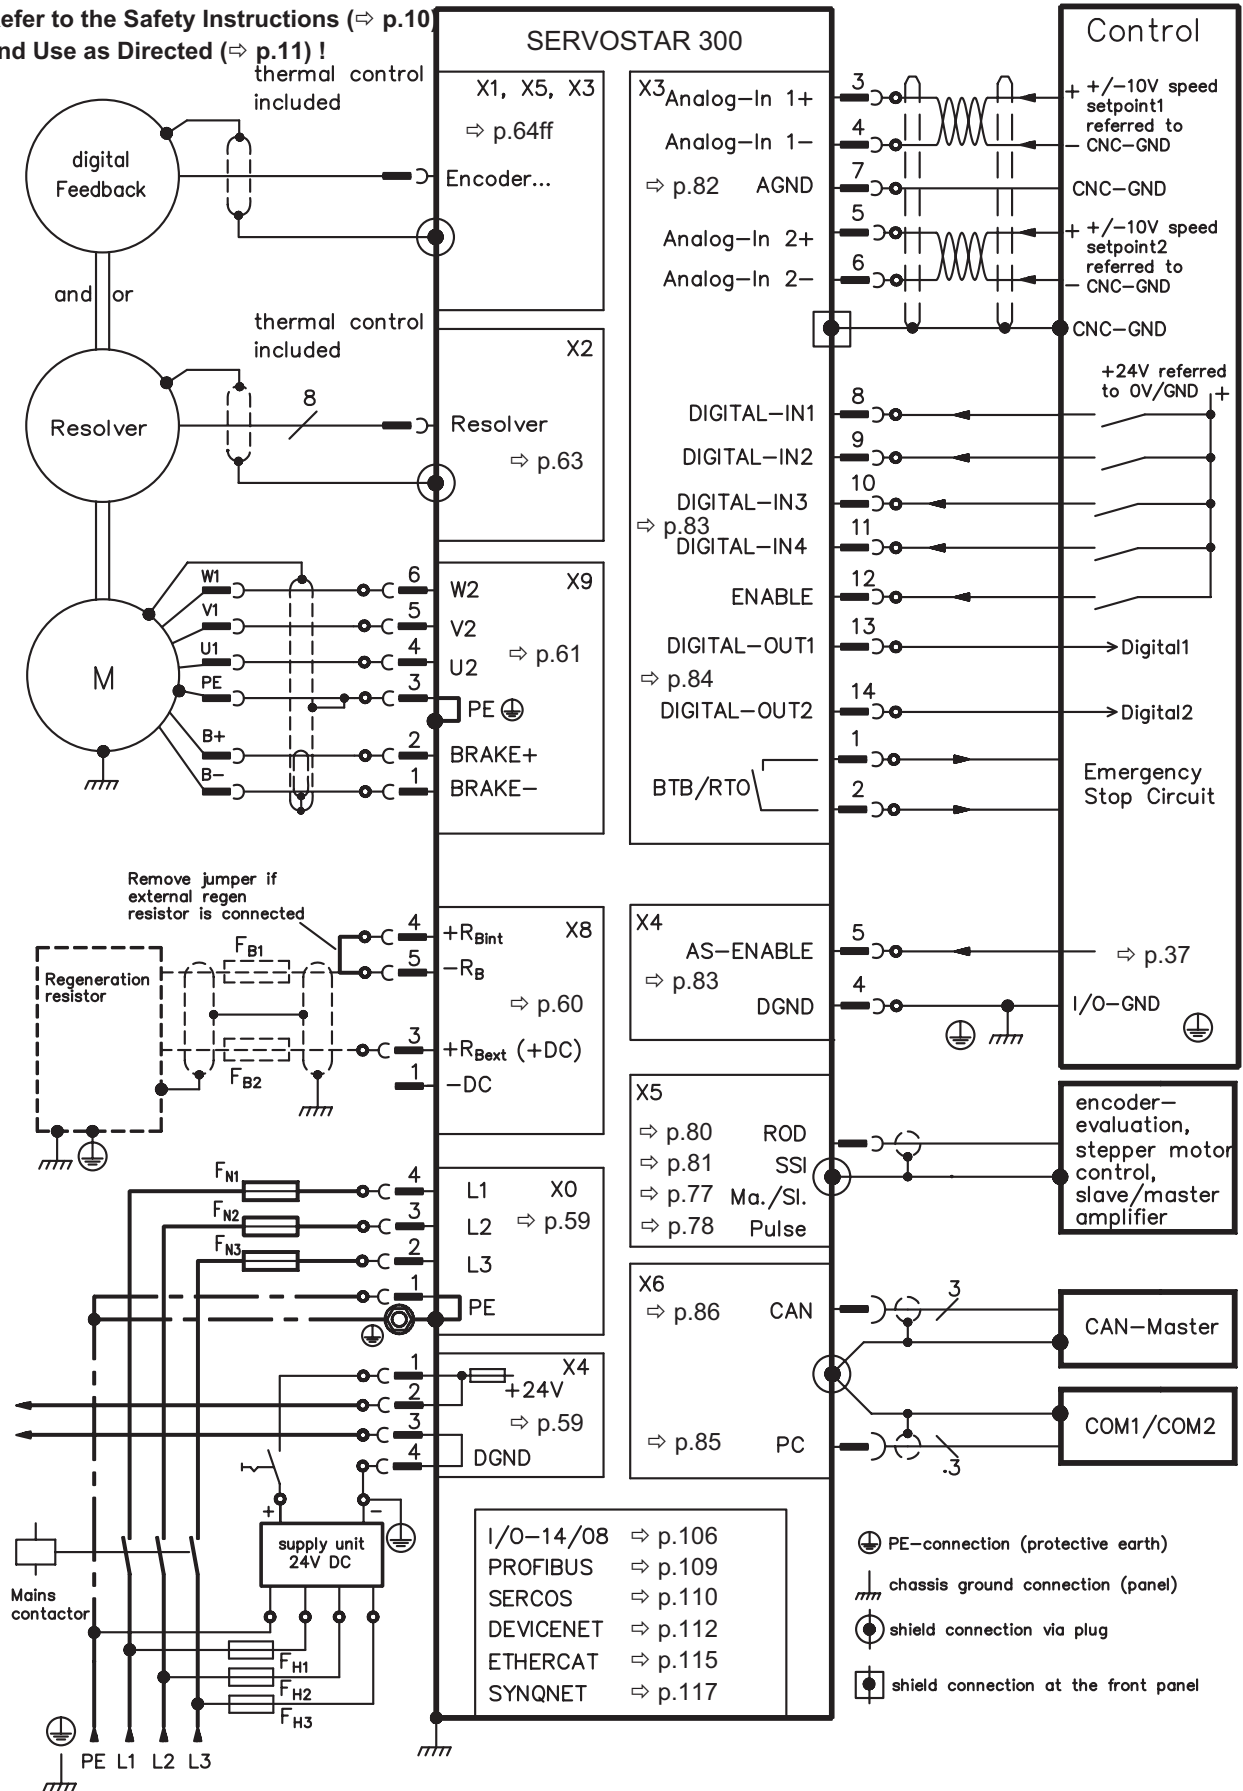 efer to the Safety Instructions (⇨ p.10)
nd Use as Directed (⇨ p.11) !
SERVOSTAR 300
Control
thermal control
included
digital
Feedback
X1, X5, X3
⇨ p.64ff
Encoder...
and or
thermal control
included
Resolver
8
X2
Resolver
⇨ p.63
M
W1
V1
U1
PE
B+
B-
6
5
4
3
2
1
X9
W2
V2
U2
⇨ p.61
PE
BRAKE+
BRAKE-
Remove jumper if
external regen
resistor is connected
Regeneration
resistor
FB1
FB2
4
5
3
1
X8
+RBint
-RB
⇨ p.60
+RBext (+DC)
-DC
FN1
FN2
FN3
4
3
2
1
L1 X0
L2 ⇨ p.59
L3
PE
1
2
3
4
X4
+24V
⇨ p.59
DGND
+ -
supply unit
24V DC
Mains
contactor
FH1
FH2
FH3
PE L1 L2 L3
X3
Analog-In 1+
Analog-In 1-
⇨ p.82 AGND
Analog-In 2+
Analog-In 2-
3
4
7
5
6
+ +/-10V speed
setpoint1
referred to
- CNC-GND
CNC-GND
+ +/-10V speed
setpoint2
referred to
- CNC-GND
CNC-GND
+24V referred
to 0V/GND +
DIGITAL-IN1 8
DIGITAL-IN2 9
DIGITAL-IN3 10
⇨ p.83
DIGITAL-IN4 11
ENABLE 12
DIGITAL-OUT1 13 Digital1
⇨ p.84
DIGITAL-OUT2 14 Digital2
BTB/RTO
1
2
Emergency
Stop Circuit
X4
AS-ENABLE 5 ⇨ p.37
⇨ p.83
DGND 4 I/O-GND
X5
⇨ p.80 ROD
⇨ p.81 SSI
⇨ p.77 Ma./Sl.
⇨ p.78 Pulse
encoder-
evaluation,
stepper motor
control,
slave/master
amplifier
X6
⇨ p.86 CAN
3
CAN-Master
⇨ p.85 PC
3
COM1/COM2
I/O-14/08 ⇨ p.106
PROFIBUS ⇨ p.109
SERCOS ⇨ p.110
DEVICENET ⇨ p.112
ETHERCAT ⇨ p.115
SYNQNET ⇨ p.117
PE-connection (protective earth)
chassis ground connection (panel)
shield connection via plug
shield connection at the front panel